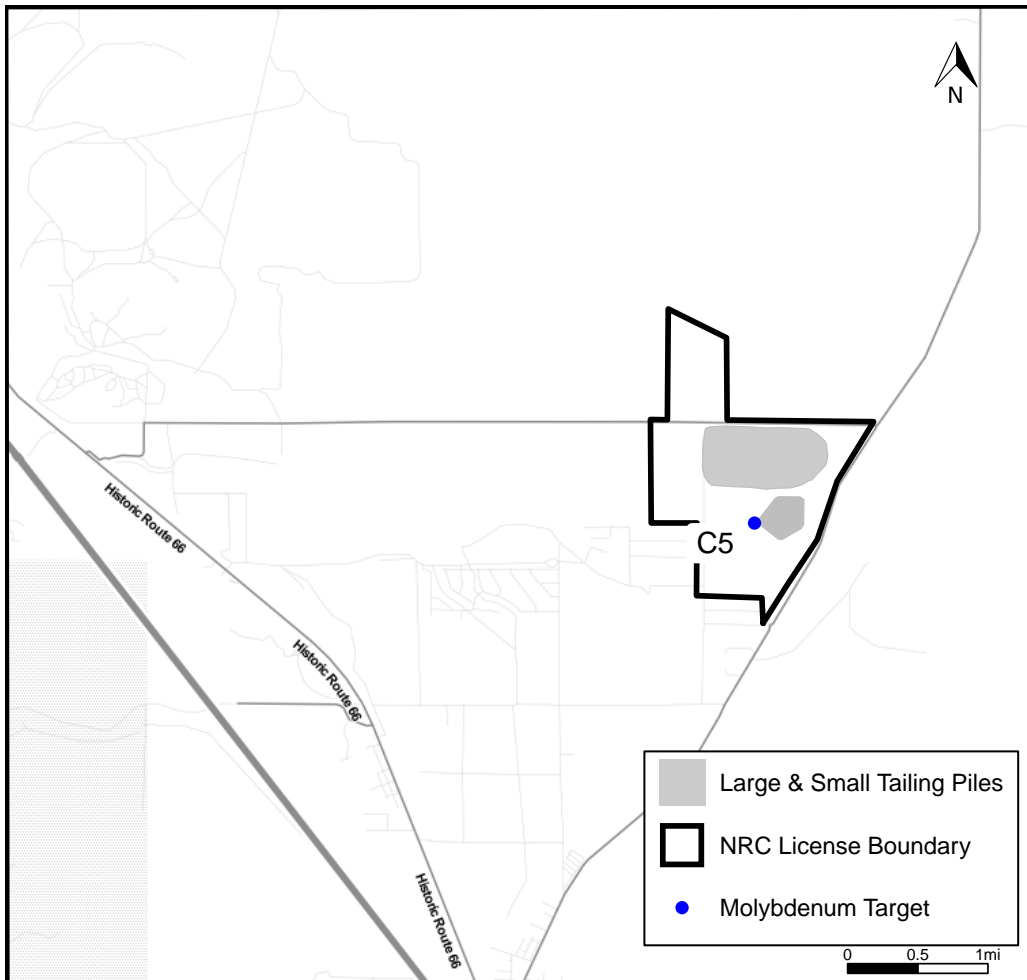 N
Historic Route 66
C5
Historic Route 66
Historic Route 66
Large & Small Tailing Piles
NRC License Boundary
Molybdenum Target
0 0.5 1mi